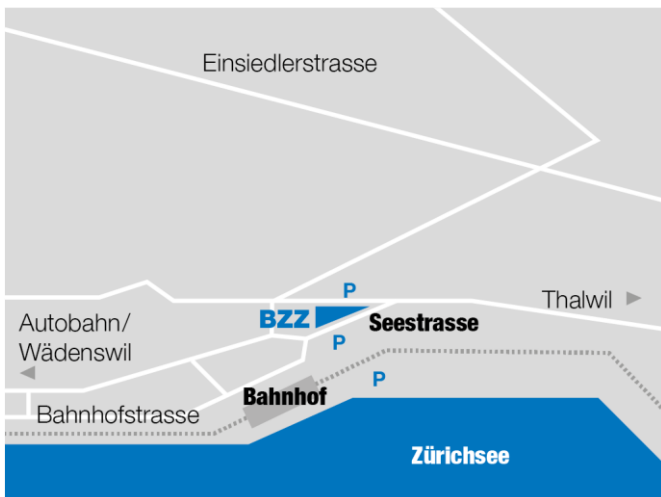 Einsiedlerstrasse
P
Thalwil
BZZ
Seestrasse
Autobahn/
Wädenswil
P
P
Bahnhof
Bahnhofstrasse
Zürichsee